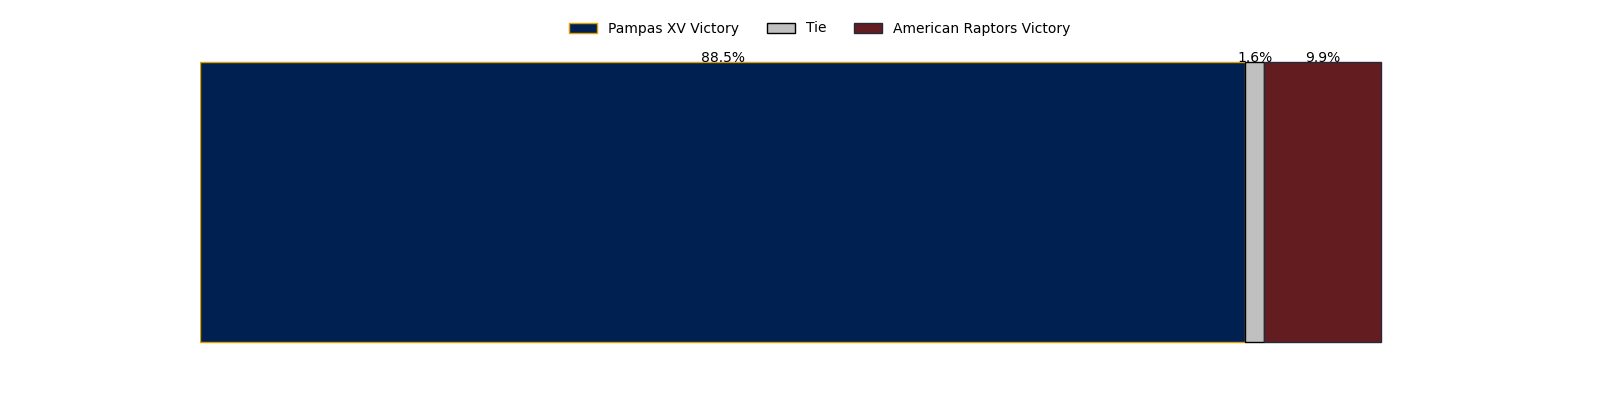 Pampas XV Victory Tie American Raptors Victory
88.5% 1.6% 9.9%